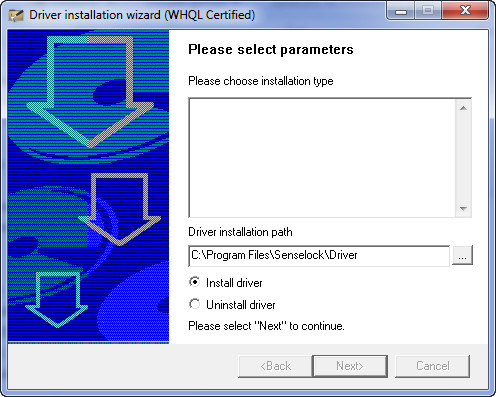 Driver installation wizard (WHQL Certified)
Please select parameters
Please choose installation type
Driver installation path
C:\Program Files\Senselock\Driver
...
Install driver
Uninstall driver
Please select "Next" to continue.
<Back
Next>
Cancel